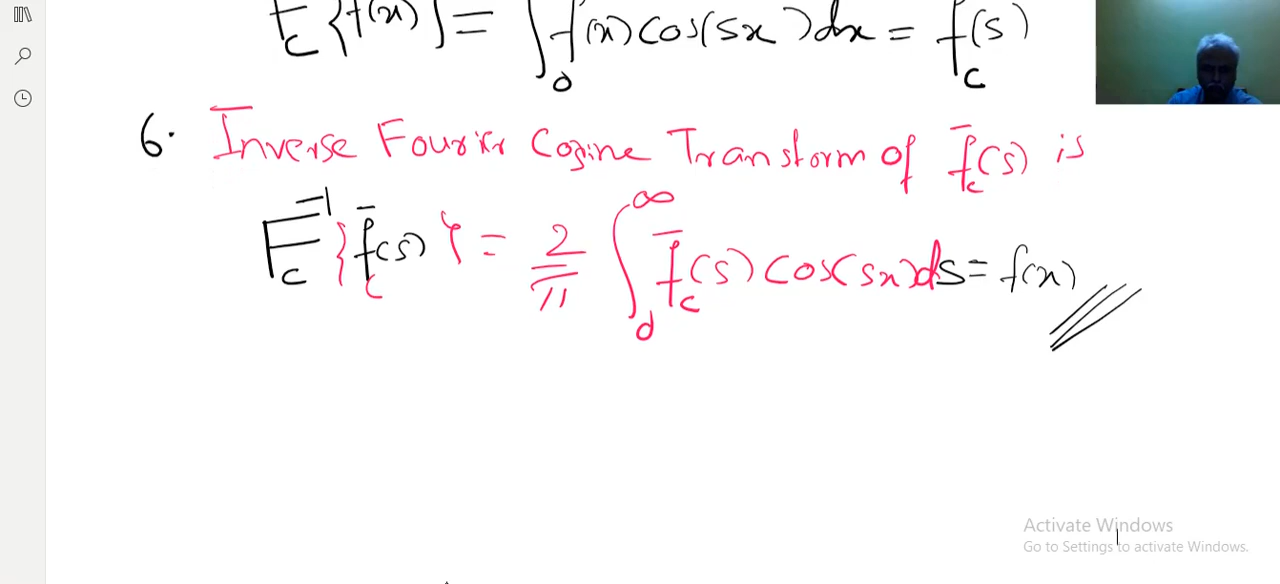 F_c{f(x)} = ∫_0 f(x) cos(sx) dx = f_c(s)
6. Inverse Fourier Cosine Transform of f̄_c(s) is
F_c^{-1}{f̄_c(s)} = 2/π ∫_0^∞ f̄_c(s) cos(sx) ds = f(x)
Activate Windows
Go to Settings to activate Windows.